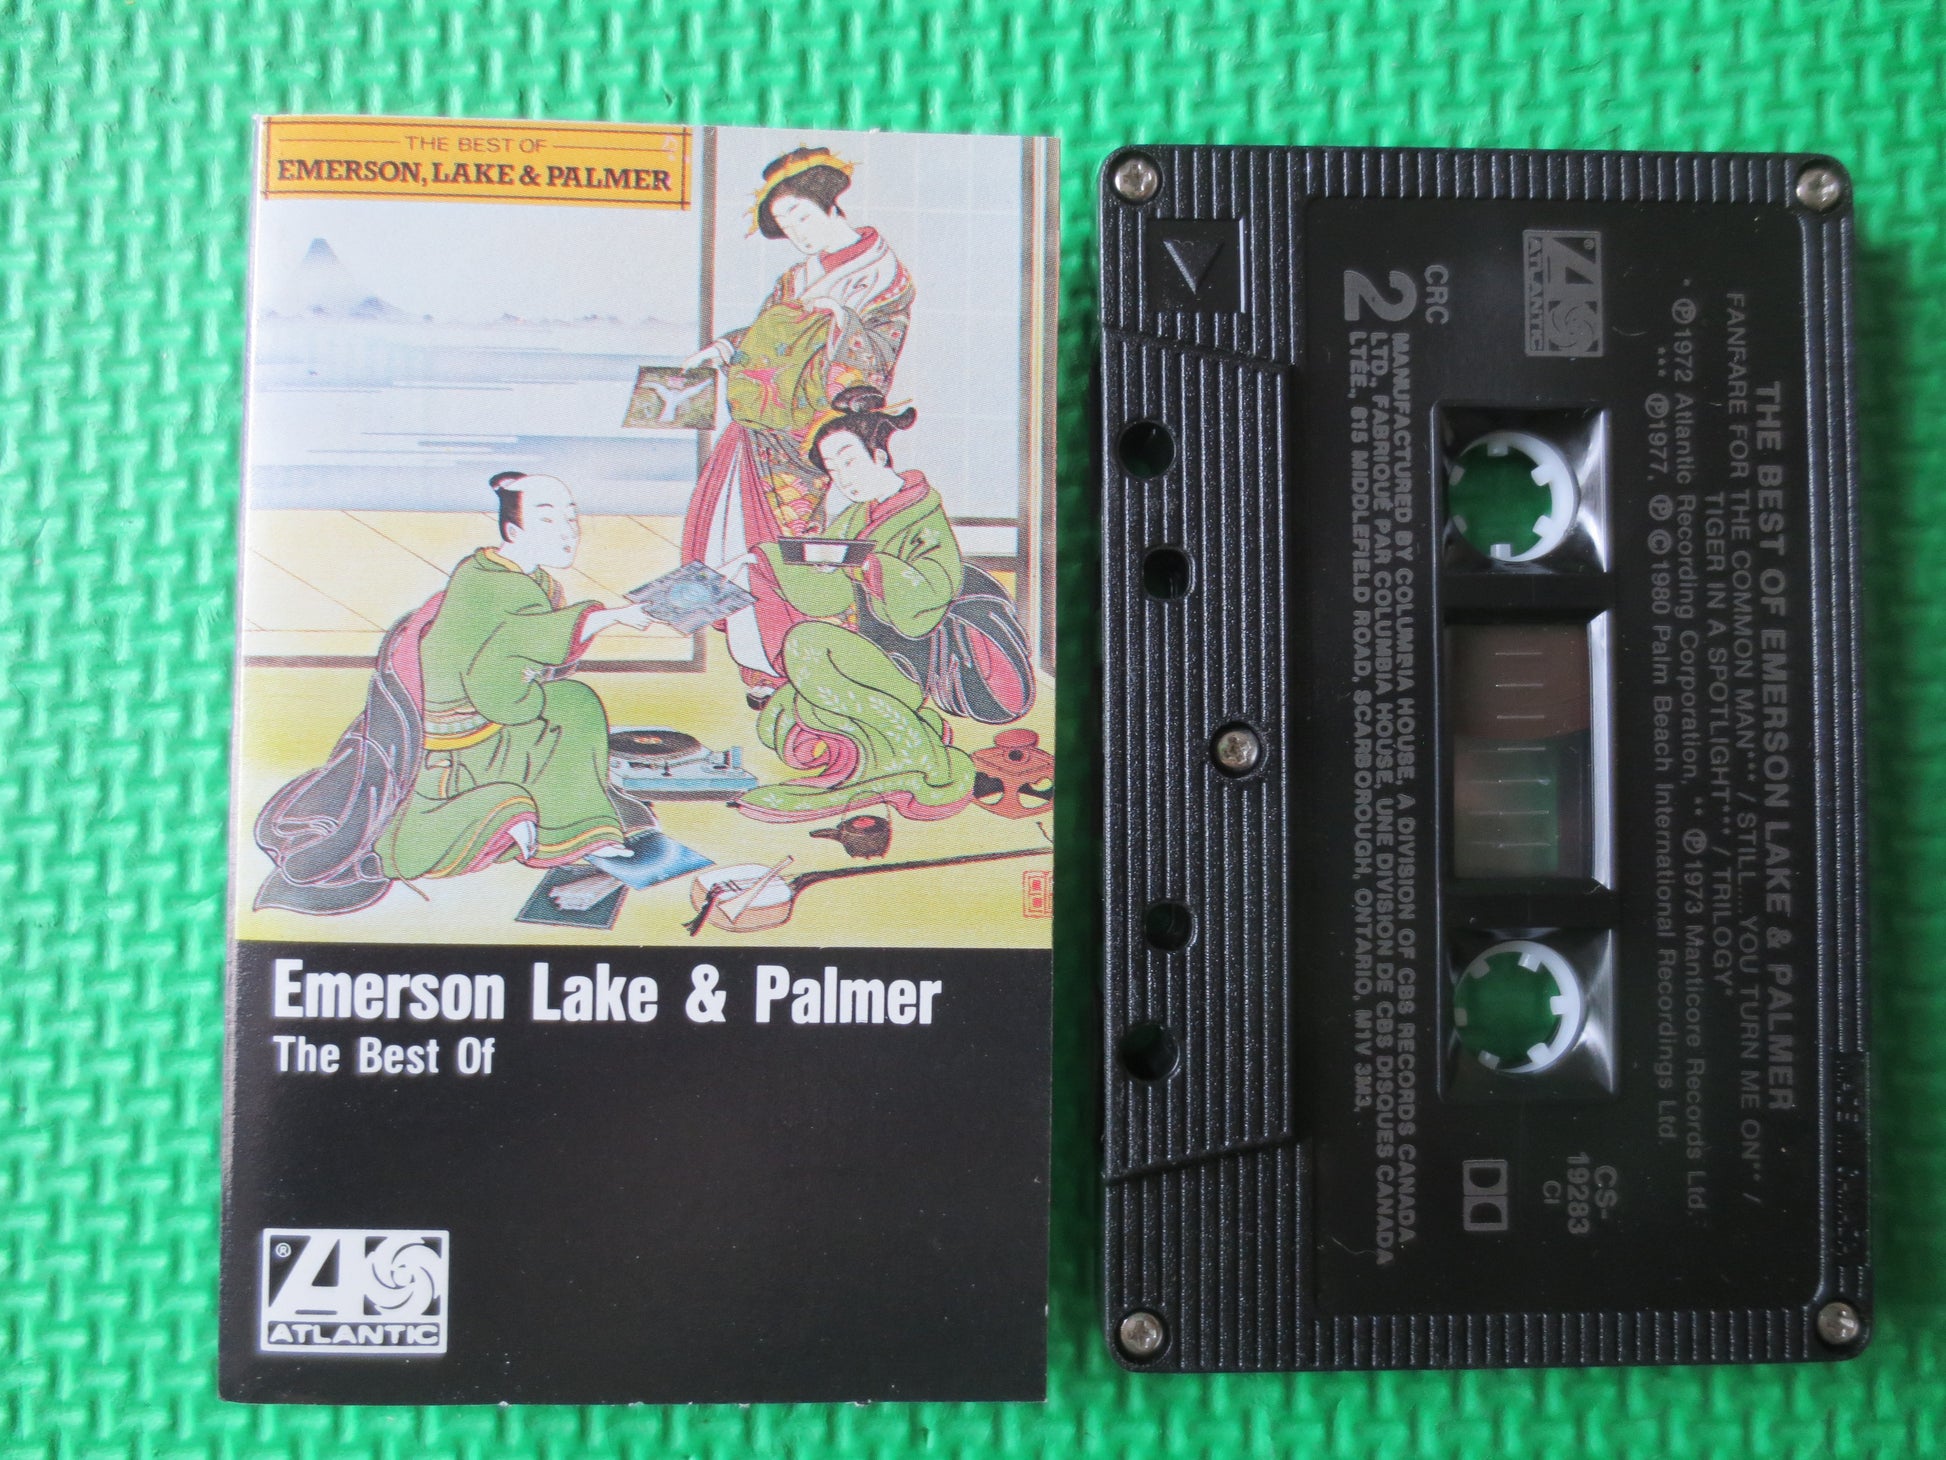 THE BEST OF
EMERSON, LAKE & PALMER
Emerson Lake & Palmer
The Best Of
®
ATLANTIC
®
ATLANTIC
THE BEST OF EMERSON LAKE & PALMER
FANFARE FOR THE COMMON MAN*** / STILL...YOU TURN ME ON** /
TIGER IN A SPOTLIGHT*** / TRILOGY*
* ℗1972 Atlantic Recording Corporation, ** ℗1973 Manticore Records Ltd.
*** ℗1977, ℗ © 1980 Palm Beach International Recordings Ltd.
CRC
2
CS-
19283
CI
MANUFACTURED BY COLUMBIA HOUSE, A DIVISION OF CBS RECORDS CANADA
LTD., FABRIQUÉ PAR COLUMBIA HOUSE, UNE DIVISION DE CBS DISQUES CANADA
LTÉE., 615 MIDDLEFIELD ROAD, SCARBOROUGH, ONTARIO, M1V 3M3.